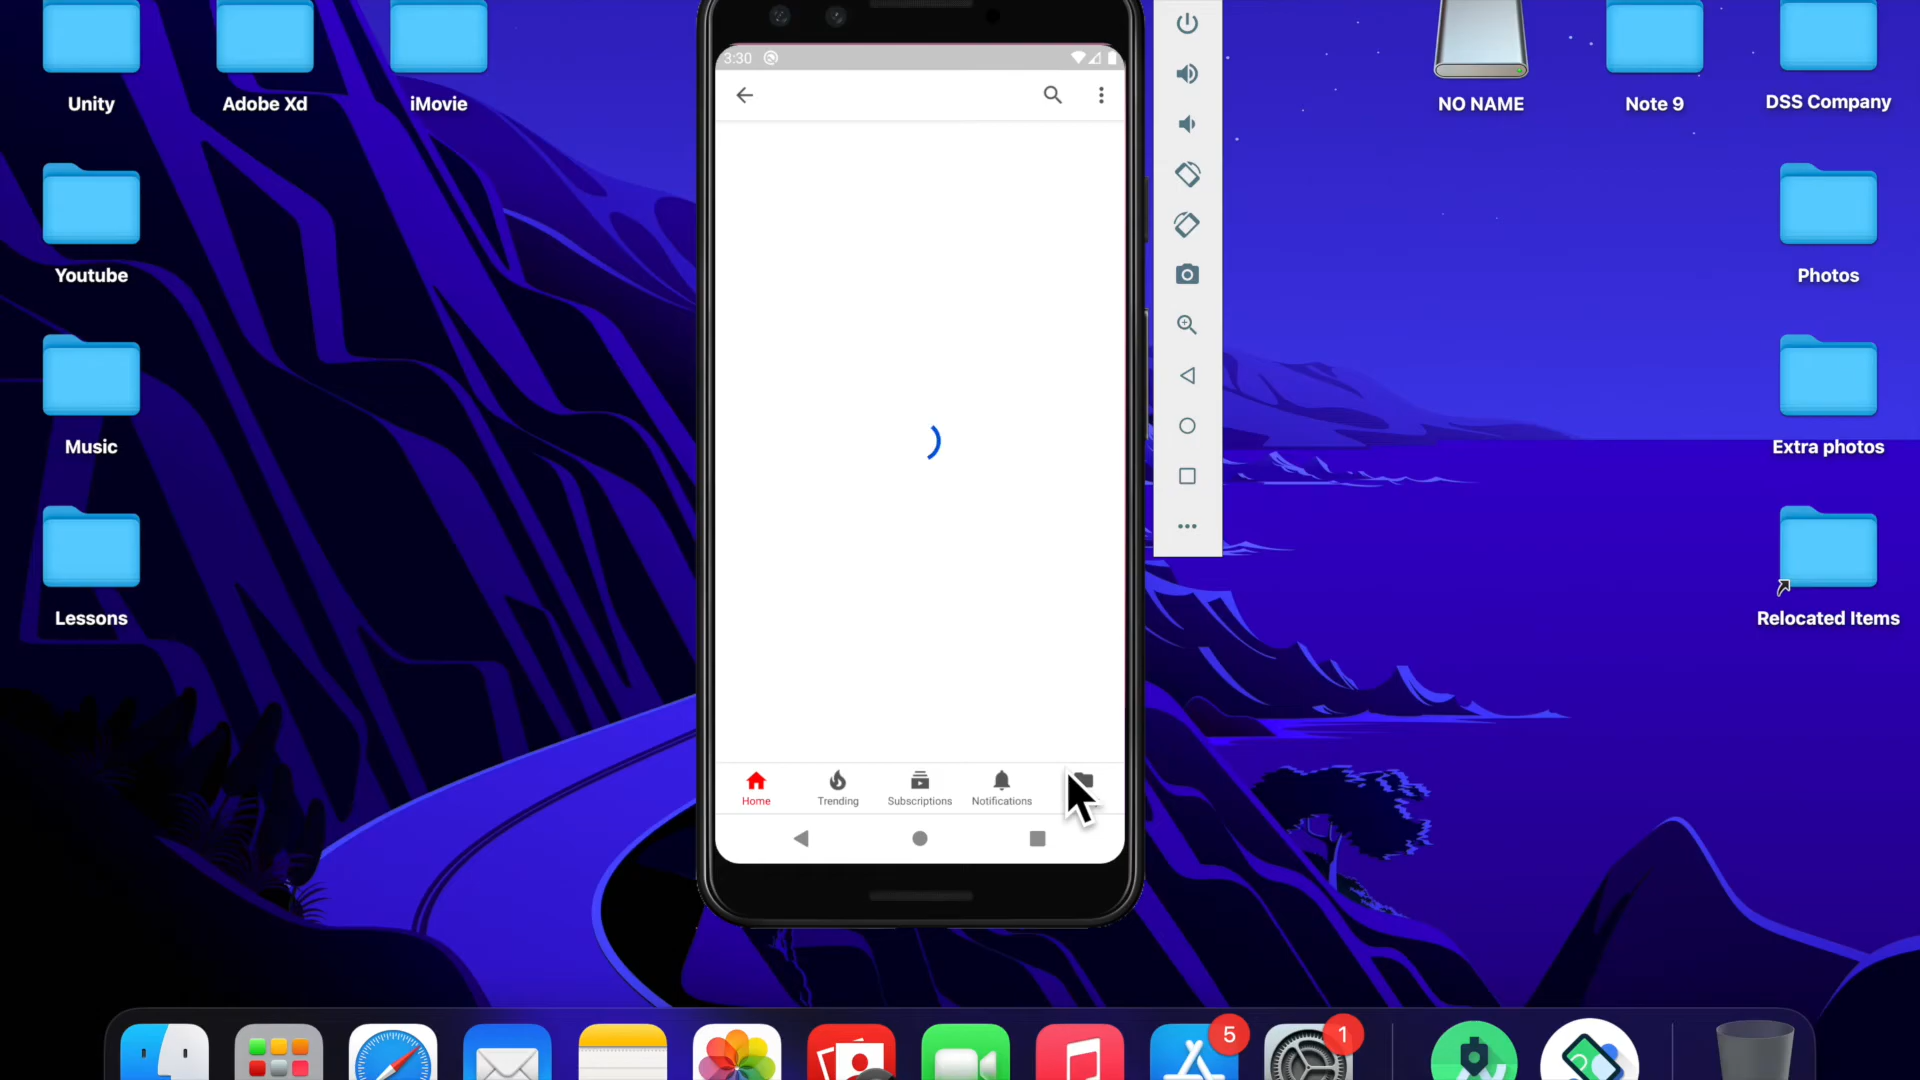 Unity
Adobe Xd
iMovie
NO NAME
Note 9
DSS Company
3:30
Youtube
Photos
Music
Extra photos
Lessons
Relocated Items
Home
Trending
Subscriptions
Notifications
5
1